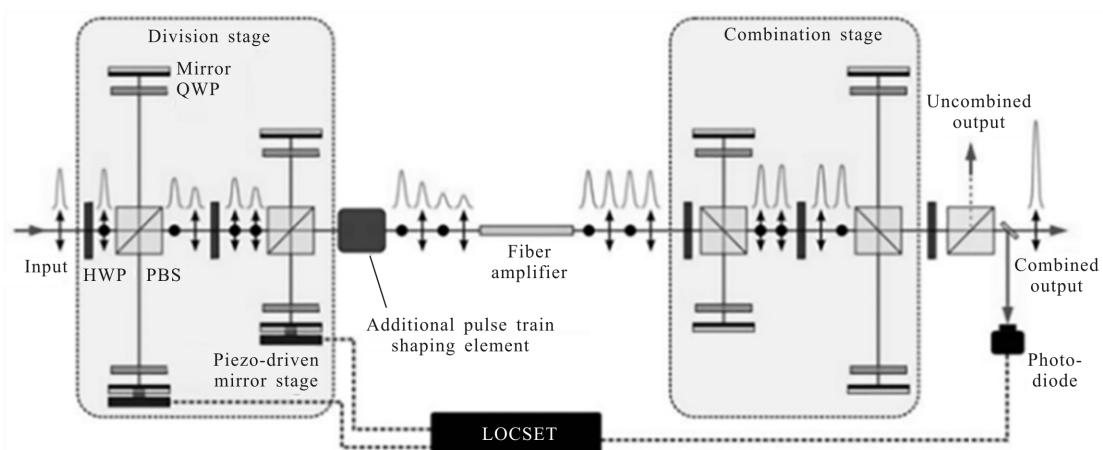 Division stage
Mirror
QWP
Input
HWP
PBS
Piezo-driven
mirror stage
Additional pulse train
shaping element
Fiber
amplifier
Combination stage
Uncombined
output
Combined
output
Photo-
diode
LOCSET